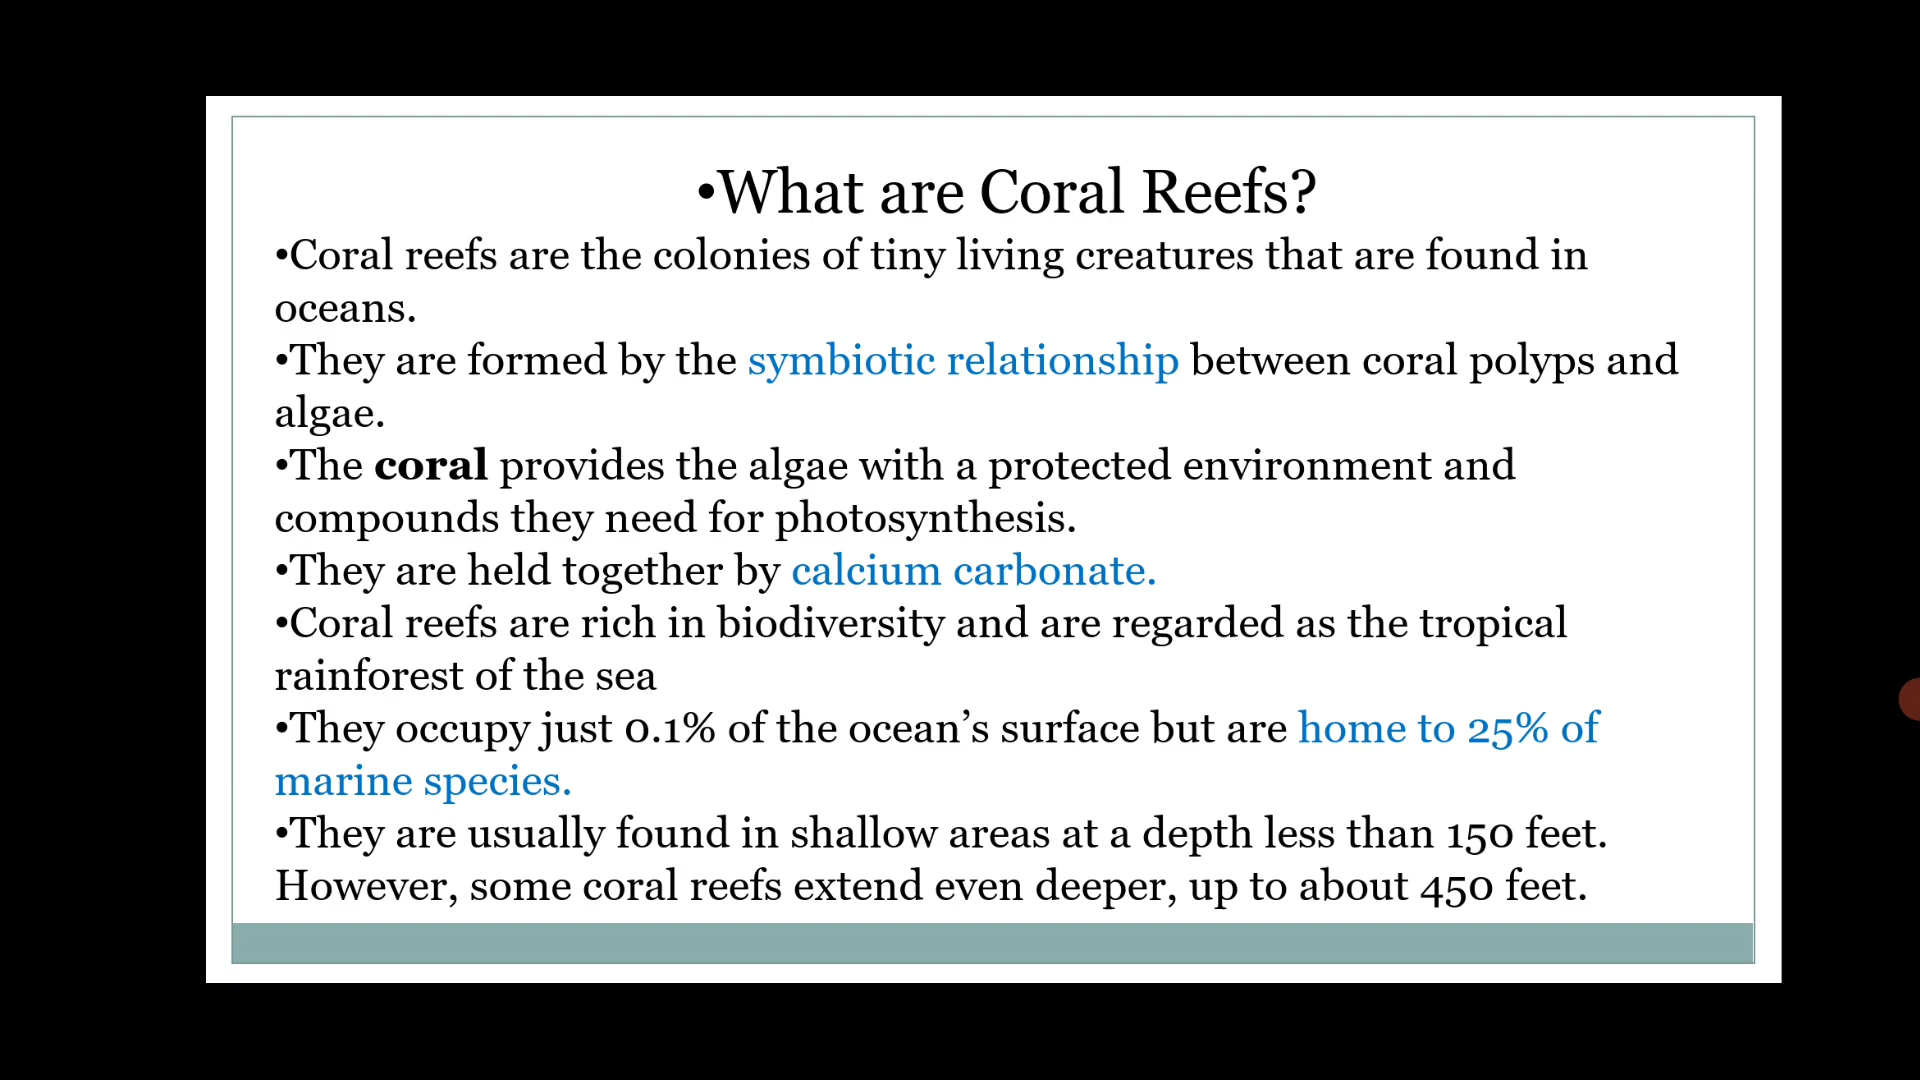 •What are Coral Reefs?
•Coral reefs are the colonies of tiny living creatures that are found in
oceans.
•They are formed by the symbiotic relationship between coral polyps and
algae.
•The coral provides the algae with a protected environment and
compounds they need for photosynthesis.
•They are held together by calcium carbonate.
•Coral reefs are rich in biodiversity and are regarded as the tropical
rainforest of the sea
•They occupy just 0.1% of the ocean’s surface but are home to 25% of
marine species.
•They are usually found in shallow areas at a depth less than 150 feet.
However, some coral reefs extend even deeper, up to about 450 feet.